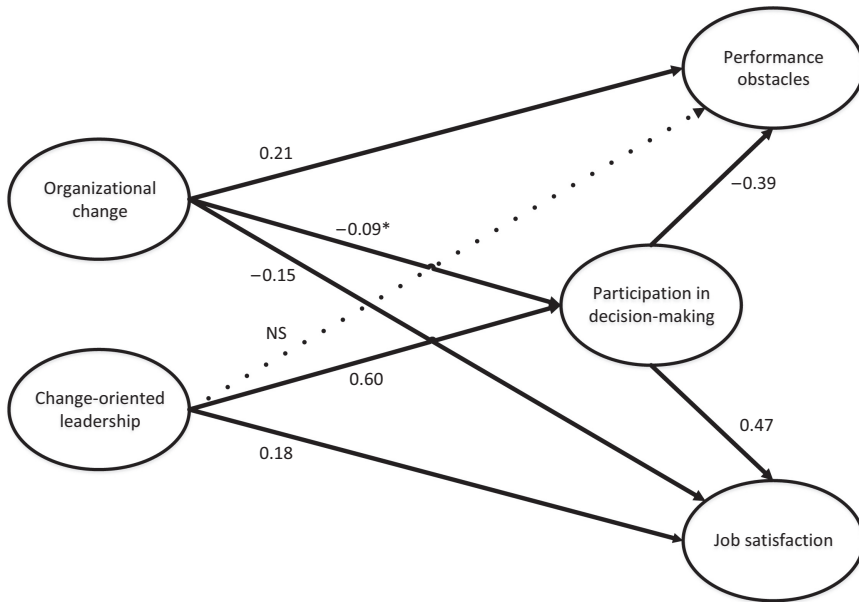 Performance
obstacles
0.21
Organizational
change
−0.39
−0.09*
−0.15
Participation in
decision-making
NS
0.60
Change-oriented
leadership
0.47
0.18
Job satisfaction